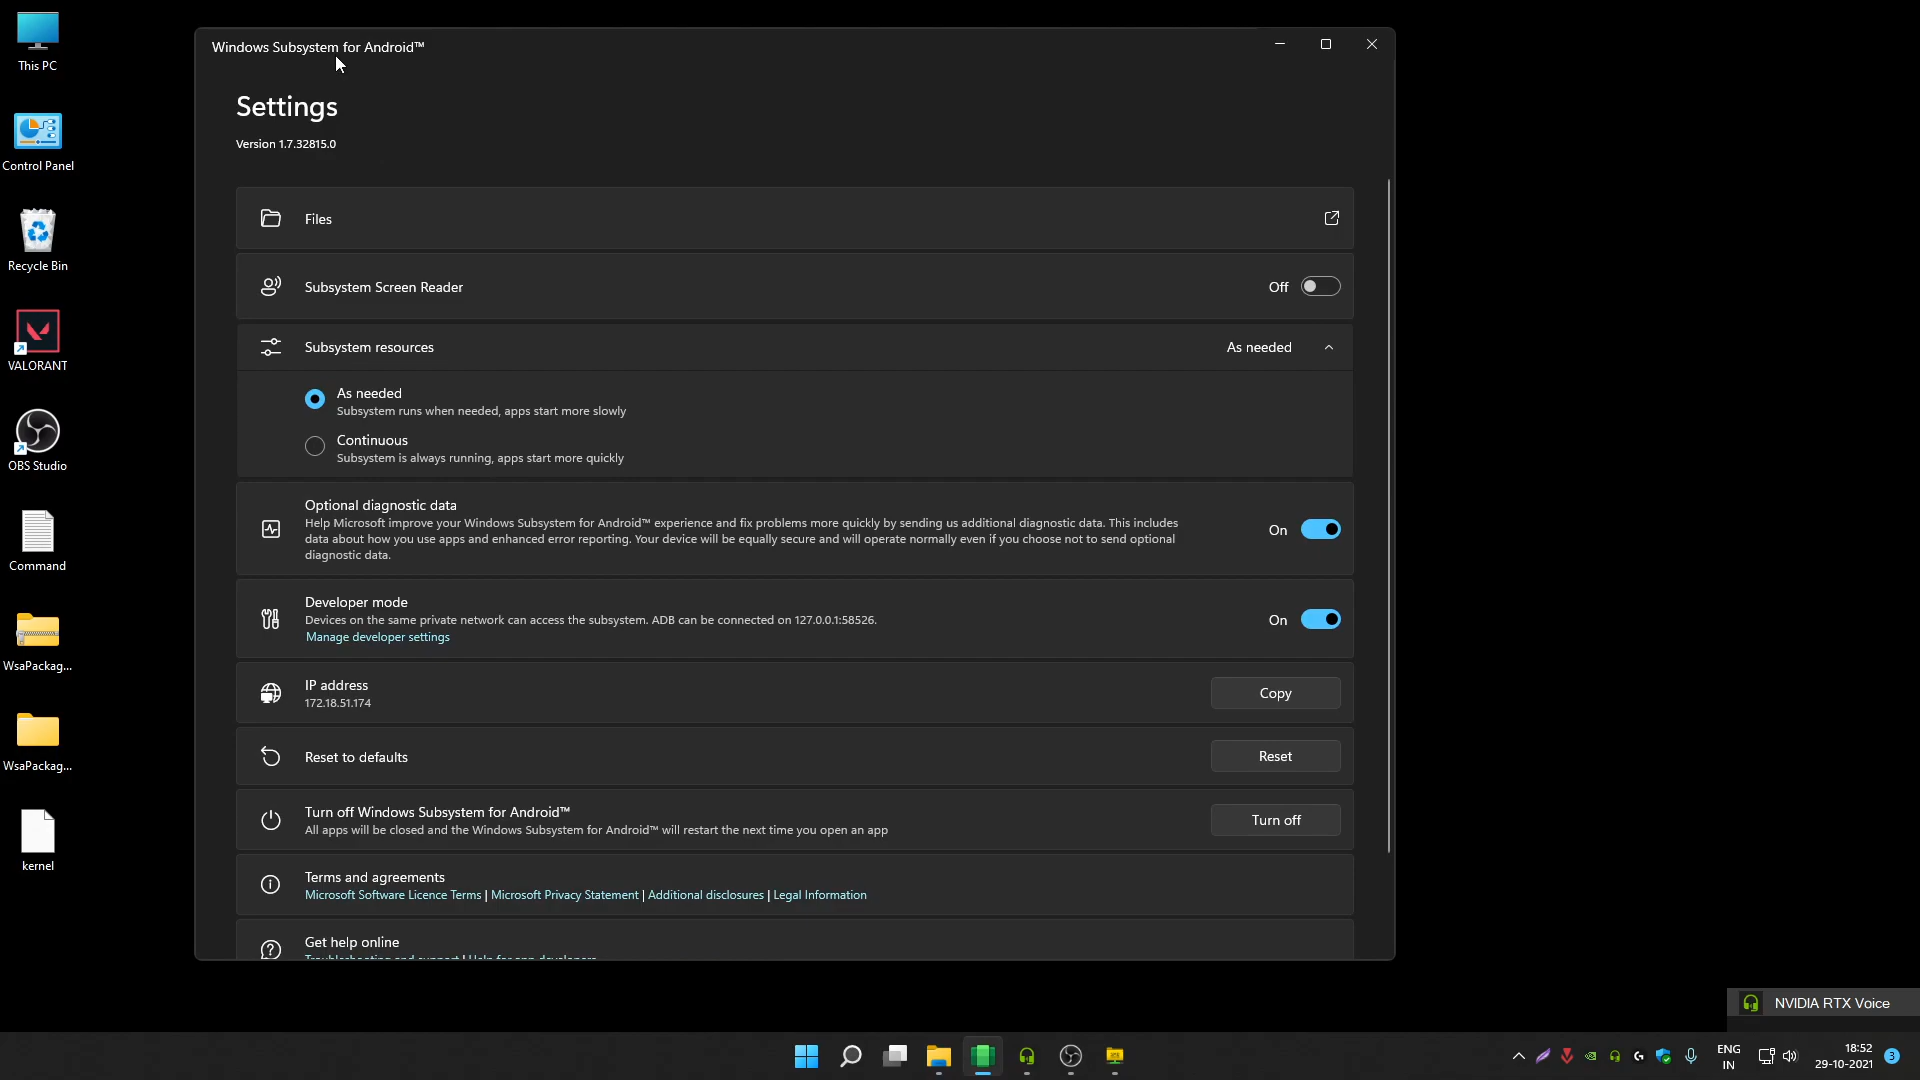 This PC
Control Panel
Recycle Bin
VALORANT
OBS Studio
Command
WsaPackag...
WsaPackag...
kernel
Windows Subsystem for Android™
Settings
Version 1.7.32815.0
Files
Subsystem Screen Reader
Off
Subsystem resources
As needed
As needed
Subsystem runs when needed, apps start more slowly
Continuous
Subsystem is always running, apps start more quickly
Optional diagnostic data
Help Microsoft improve your Windows Subsystem for Android™ experience and fix problems more quickly by sending us additional diagnostic data. This includes
data about how you use apps and enhanced error reporting. Your device will be equally secure and will operate normally even if you choose not to send optional
diagnostic data.
On
Developer mode
Devices on the same private network can access the subsystem. ADB can be connected on 127.0.0.1:58526.
Manage developer settings
On
IP address
172.18.51.174
Copy
Reset to defaults
Reset
Turn off Windows Subsystem for Android™
All apps will be closed and the Windows Subsystem for Android™ will restart the next time you open an app
Turn off
Terms and agreements
Microsoft Software Licence Terms | Microsoft Privacy Statement | Additional disclosures | Legal Information
Get help online
Troubleshooting and support | Help for app developers
NVIDIA RTX Voice
ENG
IN
18:52
29-10-2021
3